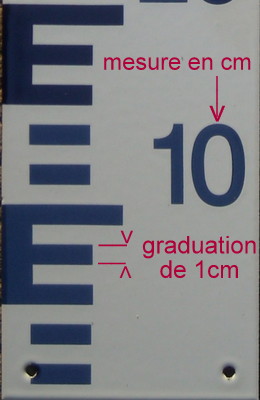 mesure en cm
10
graduation
de 1cm